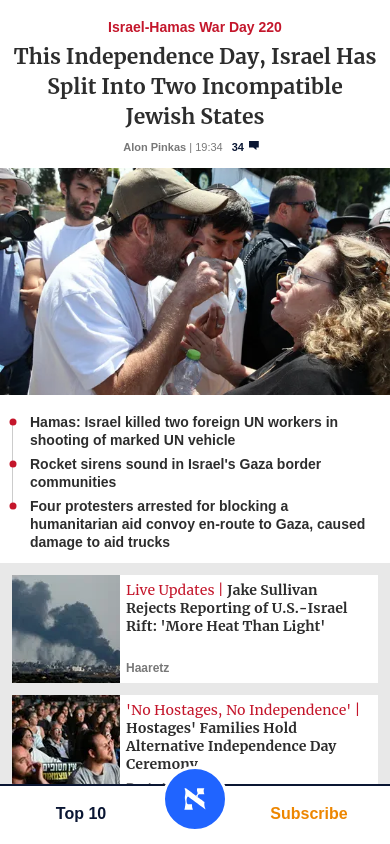 Israel-Hamas War Day 220
This Independence Day, Israel Has
Split Into Two Incompatible
Jewish States
Alon Pinkas | 19:34 34
Hamas: Israel killed two foreign UN workers in
shooting of marked UN vehicle
Rocket sirens sound in Israel's Gaza border
communities
Four protesters arrested for blocking a
humanitarian aid convoy en-route to Gaza, caused
damage to aid trucks
Live Updates | Jake Sullivan
Rejects Reporting of U.S.-Israel
Rift: 'More Heat Than Light'
Haaretz
'No Hostages, No Independence' |
Hostages' Families Hold
Alternative Independence Day
Ceremony
Top 10
Subscribe